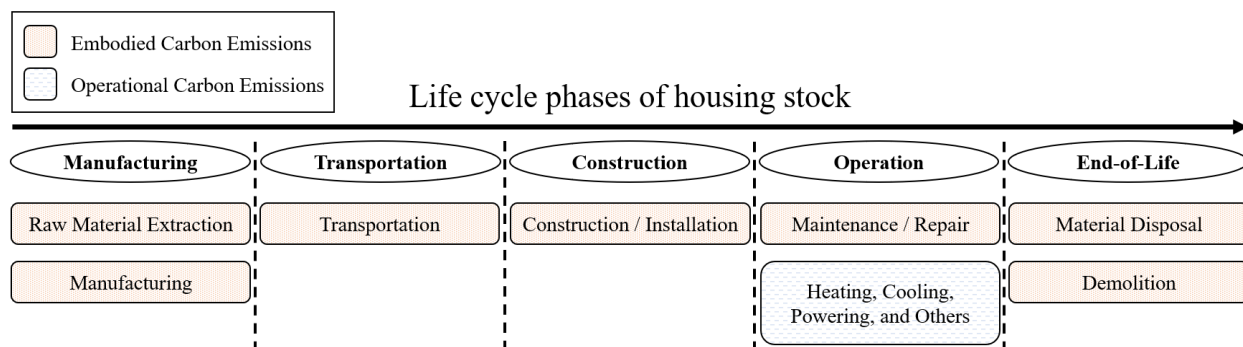 Embodied Carbon Emissions
Operational Carbon Emissions
Life cycle phases of housing stock
Manufacturing
Transportation
Construction
Operation
End-of-Life
Raw Material Extraction
Transportation
Construction / Installation
Maintenance / Repair
Material Disposal
Manufacturing
Heating, Cooling,
Powering, and Others
Demolition